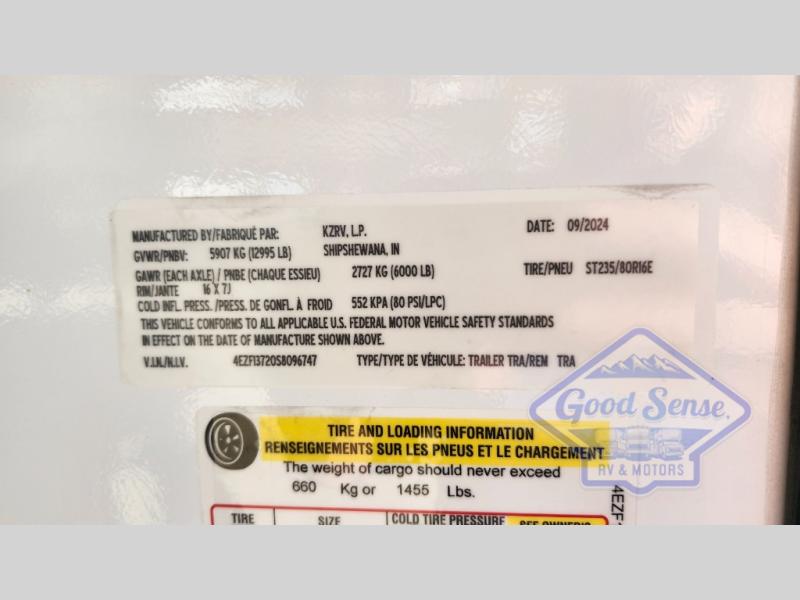 MANUFACTURED BY/FABRIQUÉ PAR: KZRV, L.P. DATE: 09/2024
GVWR/PNBV: 5907 KG (12995 LB) SHIPSHEWANA, IN
GAWR (EACH AXLE) / PNBE (CHAQUE ESSIEU) 2727 KG (6000 LB) TIRE/PNEU ST235/80R16E
RIM/JANTE 16 X 7J
COLD INFL. PRESS. /PRESS. DE GONFL. À FROID 552 KPA (80 PSI/LPC)
THIS VEHICLE CONFORMS TO ALL APPLICABLE U.S. FEDERAL MOTOR VEHICLE SAFETY STANDARDS
IN EFFECT ON THE DATE OF MANUFACTURE SHOWN ABOVE.
V.I.N./N.I.V. 4EZF13720S8096747 TYPE/TYPE DE VÉHICULE: TRAILER TRA/REM TRA
Good Sense
RV & MOTORS
TIRE AND LOADING INFORMATION
RENSEIGNEMENTS SUR LES PNEUS ET LE CHARGEMENT
The weight of cargo should never exceed
660 Kg or 1455 Lbs.
4EZF
TIRE SIZE COLD TIRE PRESSURE SEE OWNER'S